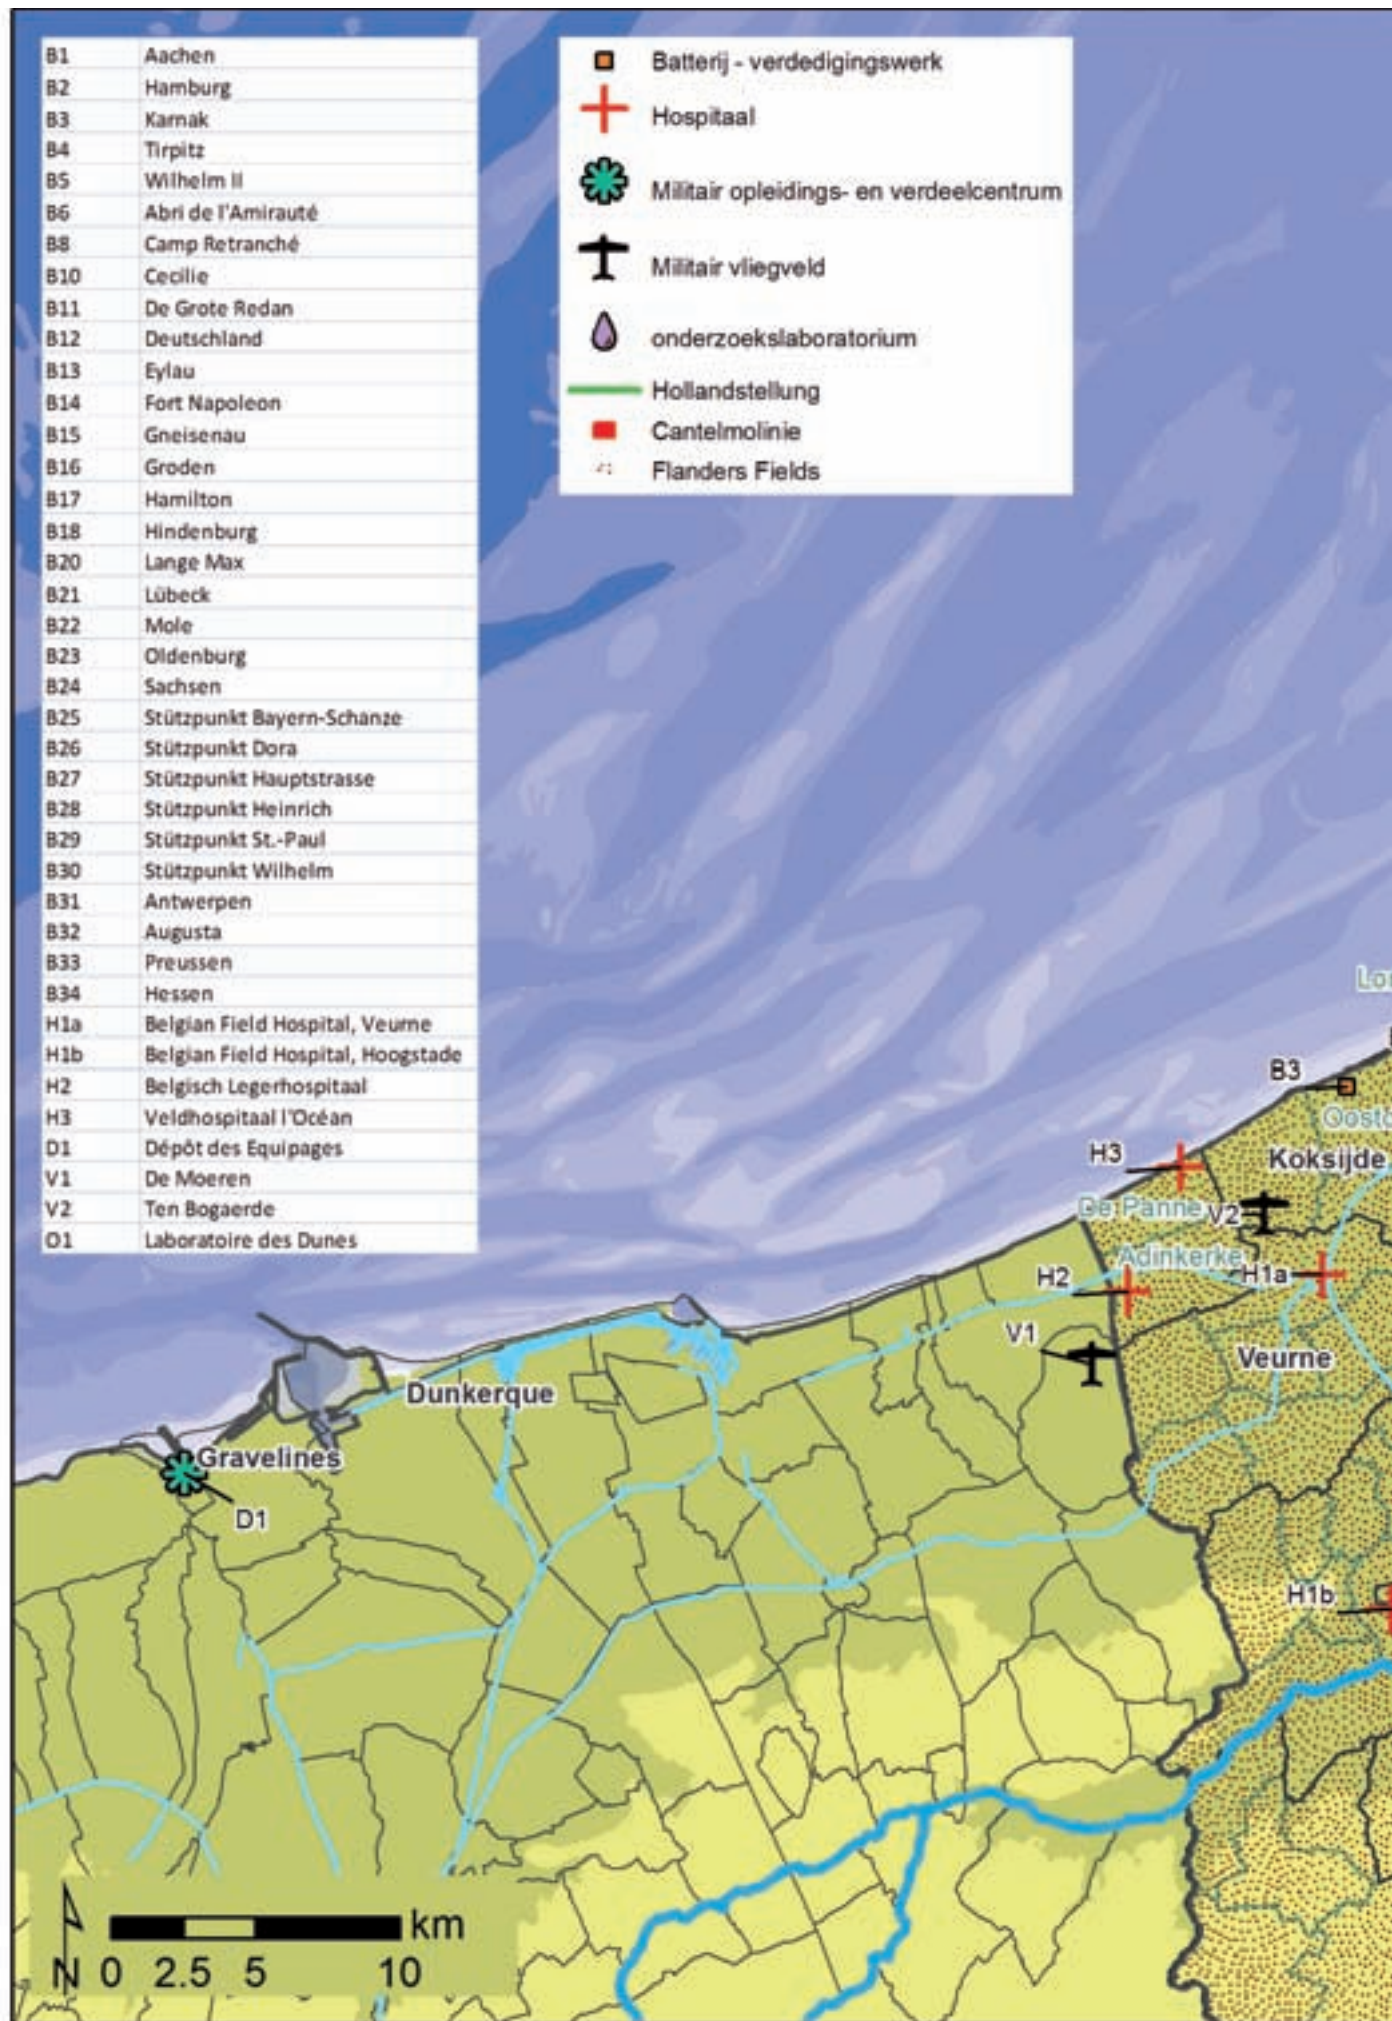 B1 Aachen
B2 Hamburg
B3 Karnak
B4 Tirpitz
B5 Wilhelm II
B6 Abri de l'Amirauté
B8 Camp Retranché
B10 Cecilie
B11 De Grote Redan
B12 Deutschland
B13 Eylau
B14 Fort Napoleon
B15 Gneisenau
B16 Groden
B17 Hamilton
B18 Hindenburg
B20 Lange Max
B21 Lübeck
B22 Mole
B23 Oldenburg
B24 Sachsen
B25 Stützpunkt Bayern-Schanze
B26 Stützpunkt Dora
B27 Stützpunkt Hauptstrasse
B28 Stützpunkt Heinrich
B29 Stützpunkt St.-Paul
B30 Stützpunkt Wilhelm
B31 Antwerpen
B32 Augusta
B33 Preussen
B34 Hessen
H1a Belgian Field Hospital, Veurne
H1b Belgian Field Hospital, Hoogstade
H2 Belgisch Legerhospitaal
H3 Veldhospitaal l'Océan
D1 Dépôt des Equipages
V1 De Moeren
V2 Ten Bogaerde
O1 Laboratoire des Dunes
Batterij - verdedigingswerk
Hospitaal
Militair opleidings- en verdeelcentrum
Militair vliegveld
onderzoekslaboratorium
Hollandstellung
Cantelmolinie
Flanders Fields
B3
H3
Koksijde
De Panne
V2
Adinkerke
H1a
H2
V1
Veurne
Dunkerque
Gravelines
D1
H1b
km
N 0 2.5 5 10